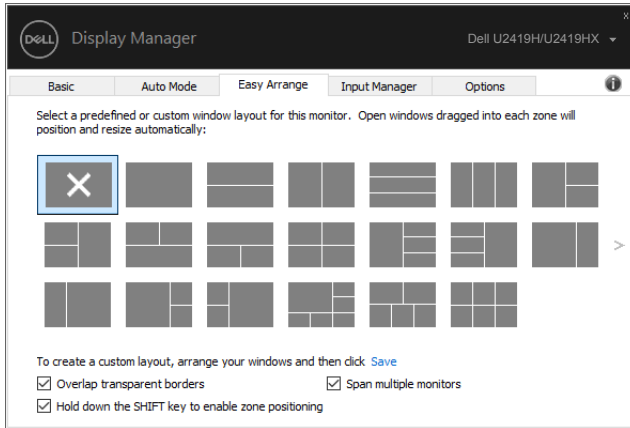 x
DELL Display Manager Dell U2419H/U2419HX
Basic Auto Mode Easy Arrange Input Manager Options i
Select a predefined or custom window layout for this monitor. Open windows dragged into each zone will
position and resize automatically:
>
To create a custom layout, arrange your windows and then click Save
Overlap transparent borders Span multiple monitors
Hold down the SHIFT key to enable zone positioning